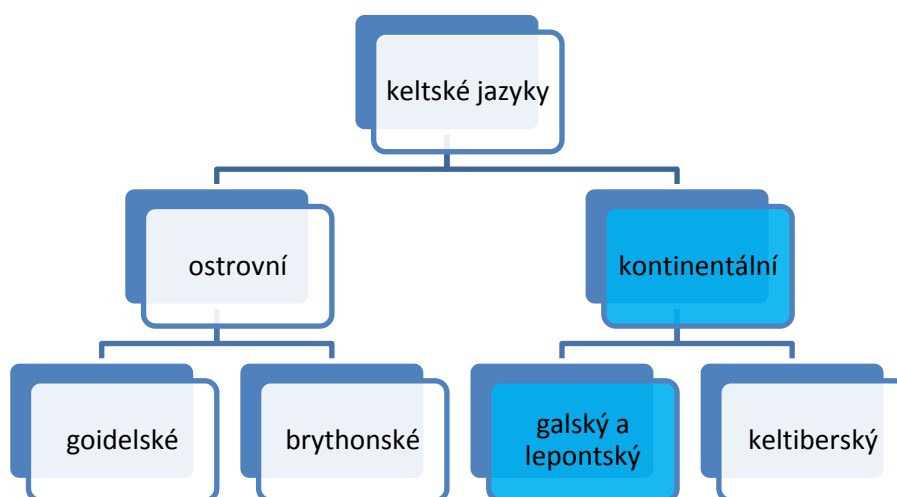 keltské jazyky
ostrovní
kontinentální
goidelské
brythonské
galský a
lepontský
keltiberský